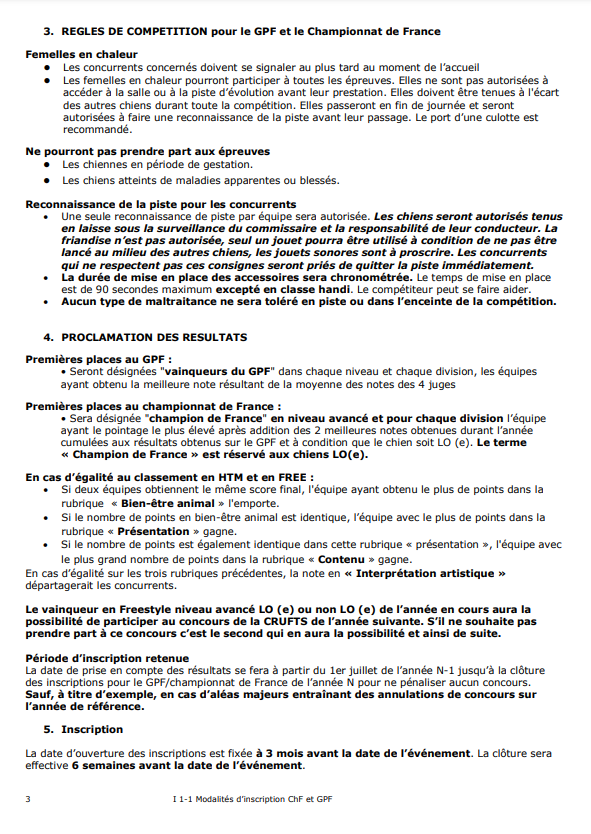 3. REGLES DE COMPETITION pour le GPF et le Championnat de France
Femelles en chaleur
● Les concurrents concernés doivent se signaler au plus tard au moment de l’accueil
● Les femelles en chaleur pourront participer à toutes les épreuves. Elles ne sont pas autorisées à
accéder à la salle ou à la piste d’évolution avant leur prestation. Elles doivent être tenues à l'écart
des autres chiens durant toute la compétition. Elles passeront en fin de journée et seront
autorisées à faire une reconnaissance de la piste avant leur passage. Le port d’une culotte est
recommandé.
Ne pourront pas prendre part aux épreuves
● Les chiennes en période de gestation.
● Les chiens atteints de maladies apparentes ou blessés.
Reconnaissance de la piste pour les concurrents
• Une seule reconnaissance de piste par équipe sera autorisée. Les chiens seront autorisés tenus
en laisse sous la surveillance du commissaire et la responsabilité de leur conducteur. La
friandise n’est pas autorisée, seul un jouet pourra être utilisé à condition de ne pas être
lancé au milieu des autres chiens, les jouets sonores sont à proscrire. Les concurrents
qui ne respectent pas ces consignes seront priés de quitter la piste immédiatement.
• La durée de mise en place des accessoires sera chronométrée. Le temps de mise en place
est de 90 secondes maximum excepté en classe handi. Le compétiteur peut se faire aider.
• Aucun type de maltraitance ne sera toléré en piste ou dans l’enceinte de la compétition.
4. PROCLAMATION DES RESULTATS
Premières places au GPF :
• Seront désignées "vainqueurs du GPF" dans chaque niveau et chaque division, les équipes
ayant obtenu la meilleure note résultant de la moyenne des notes des 4 juges
Premières places au championnat de France :
• Sera désignée "champion de France" en niveau avancé et pour chaque division l’équipe
ayant le pointage le plus élevé après addition des 2 meilleures notes obtenues durant l’année
cumulées aux résultats obtenus sur le GPF et à condition que le chien soit LO (e). Le terme
« Champion de France » est réservé aux chiens LO(e).
En cas d’égalité au classement en HTM et en FREE :
• Si deux équipes obtiennent le même score final, l'équipe ayant obtenu le plus de points dans la
rubrique « Bien-être animal » l'emporte.
• Si le nombre de points en bien-être animal est identique, l’équipe avec le plus de points dans la
rubrique « Présentation » gagne.
• Si le nombre de points est également identique dans cette rubrique « présentation », l'équipe avec
le plus grand nombre de points dans la rubrique « Contenu » gagne.
En cas d’égalité sur les trois rubriques précédentes, la note en « Interprétation artistique »
départagerait les concurrents.
Le vainqueur en Freestyle niveau avancé LO (e) ou non LO (e) de l’année en cours aura la
possibilité de participer au concours de la CRUFTS de l’année suivante. S’il ne souhaite pas
prendre part à ce concours c’est le second qui en aura la possibilité et ainsi de suite.
Période d’inscription retenue
La date de prise en compte des résultats se fera à partir du 1er juillet de l’année N-1 jusqu’à la clôture
des inscriptions pour le GPF/championnat de France de l’année N pour ne pénaliser aucun concours.
Sauf, à titre d’exemple, en cas d’aléas majeurs entraînant des annulations de concours sur
l’année de référence.
5. Inscription
La date d’ouverture des inscriptions est fixée à 3 mois avant la date de l’événement. La clôture sera
effective 6 semaines avant la date de l’événement.
3 I 1-1 Modalités d’inscription ChF et GPF